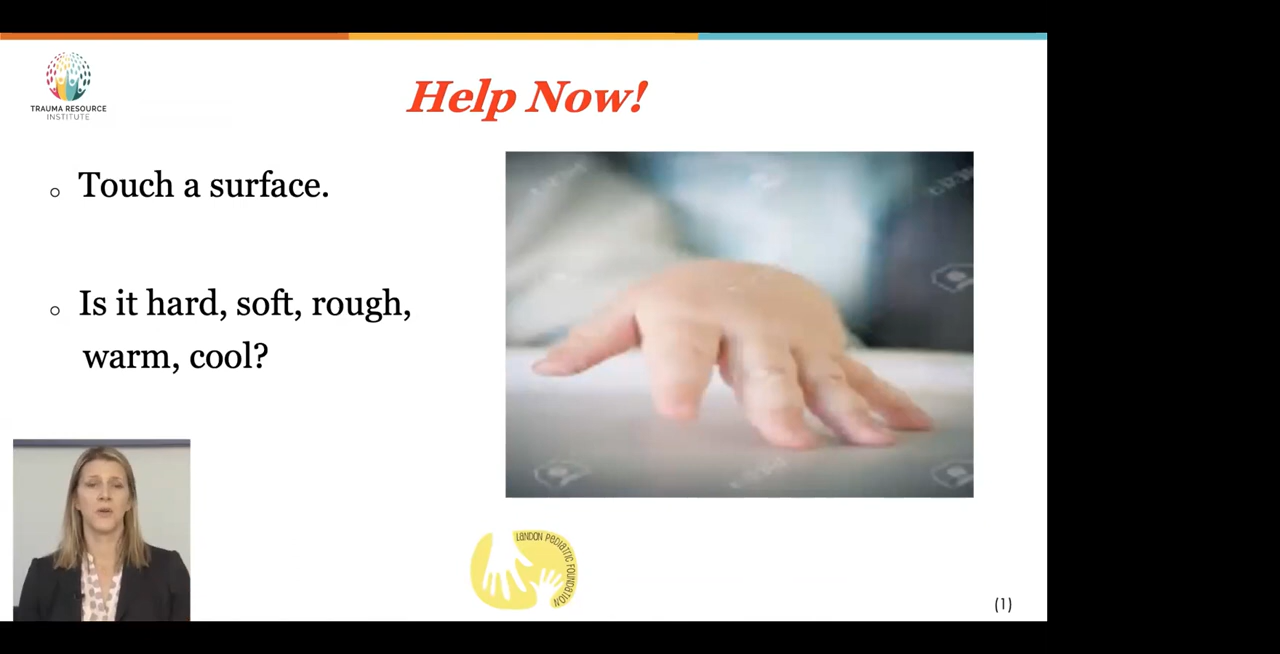 TRAUMA RESOURCE
INSTITUTE
Help Now!
Touch a surface.
Is it hard, soft, rough,
warm, cool?
LANDON PEDIATRIC FOUNDATION
(1)